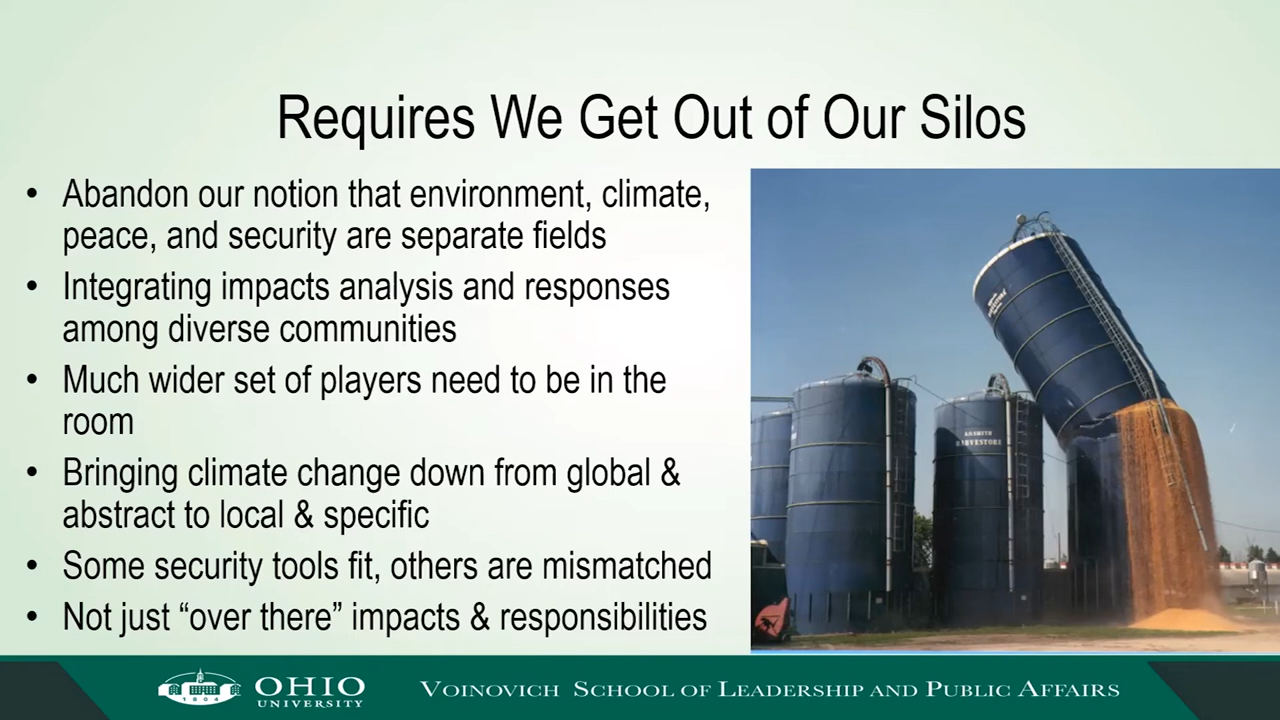 Requires We Get Out of Our Silos
• Abandon our notion that environment, climate,
peace, and security are separate fields
• Integrating impacts analysis and responses
among diverse communities
• Much wider set of players need to be in the
room
• Bringing climate change down from global &
abstract to local & specific
• Some security tools fit, others are mismatched
• Not just “over there” impacts & responsibilities
HARVESTORE
1804
OHIO
UNIVERSITY
VOINOVICH SCHOOL OF LEADERSHIP AND PUBLIC AFFAIRS